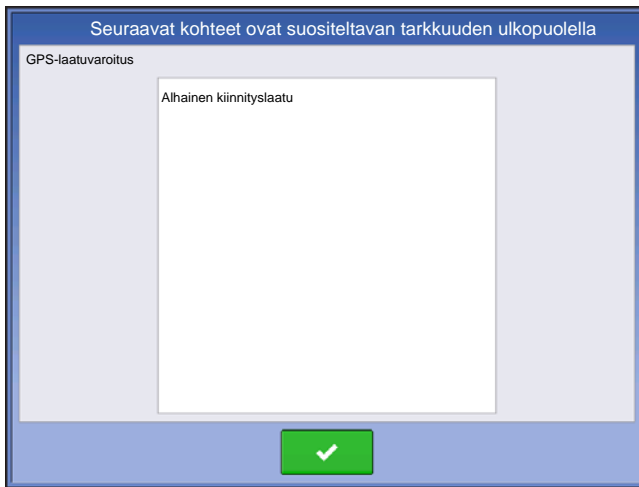 Seuraavat kohteet ovat suositeltavan tarkkuuden ulkopuolella
GPS-laatuvaroitus
Alhainen kiinnityslaatu